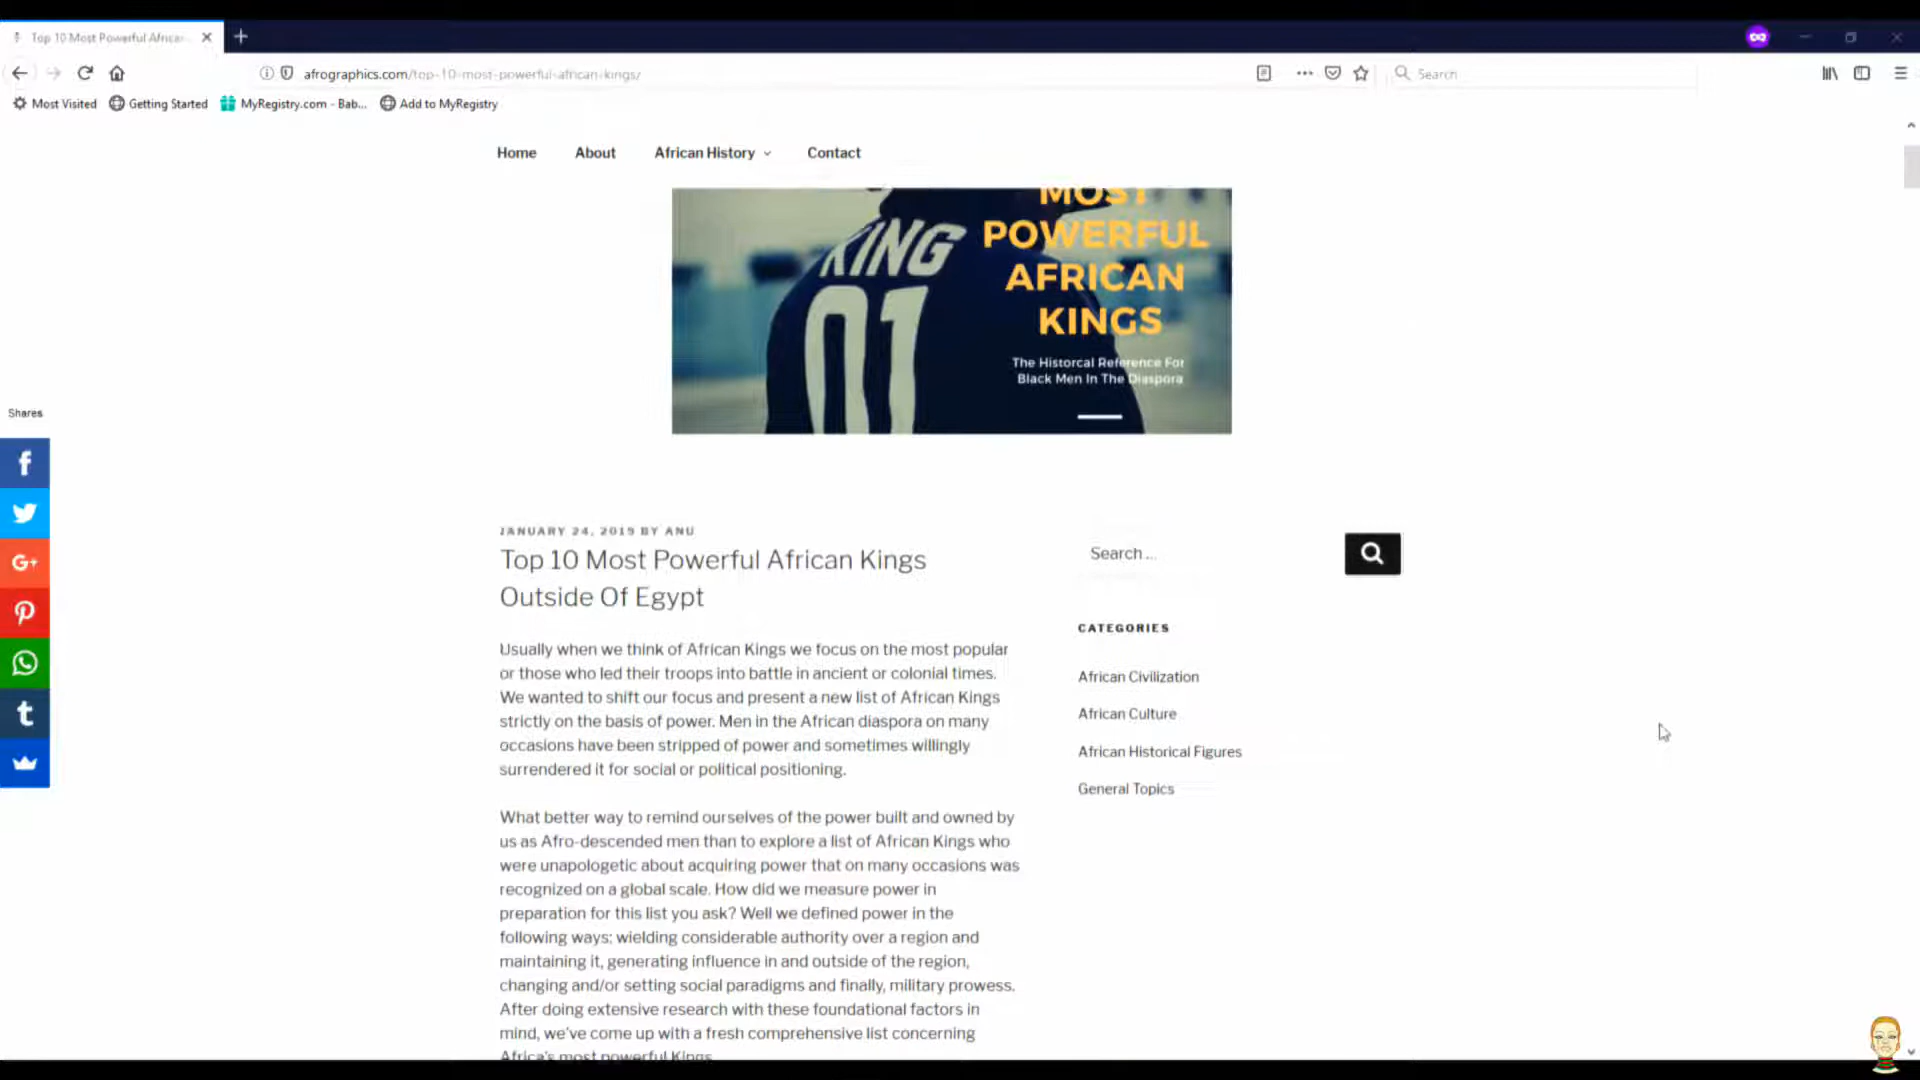 Top 10 Most Powerful African
afrographics.com/top-10-most-powerful-african-kings/
Search
Most Visited
Getting Started
MyRegistry.com - Bab...
Add to MyRegistry
Home
About
African History
Contact
KING
01
MOST
POWERFUL
AFRICAN
KINGS
The Historcal Reference For
Black Men In The Diaspora
Shares
f
G+
t
JANUARY 24, 2019 BY ANU
Top 10 Most Powerful African Kings
Outside Of Egypt
Usually when we think of African Kings we focus on the most popular
or those who led their troops into battle in ancient or colonial times.
We wanted to shift our focus and present a new list of African Kings
strictly on the basis of power. Men in the African diaspora on many
occasions have been stripped of power and sometimes willingly
surrendered it for social or political positioning.
What better way to remind ourselves of the power built and owned by
us as Afro-descended men than to explore a list of African Kings who
were unapologetic about acquiring power that on many occasions was
recognized on a global scale. How did we measure power in
preparation for this list you ask? Well we defined power in the
following ways; wielding considerable authority over a region and
maintaining it, generating influence in and outside of the region,
changing and/or setting social paradigms and finally, military prowess.
After doing extensive research with these foundational factors in
mind, we've come up with a fresh comprehensive list concerning
Africa's most powerful Kings
Search ...
CATEGORIES
African Civilization
African Culture
African Historical Figures
General Topics